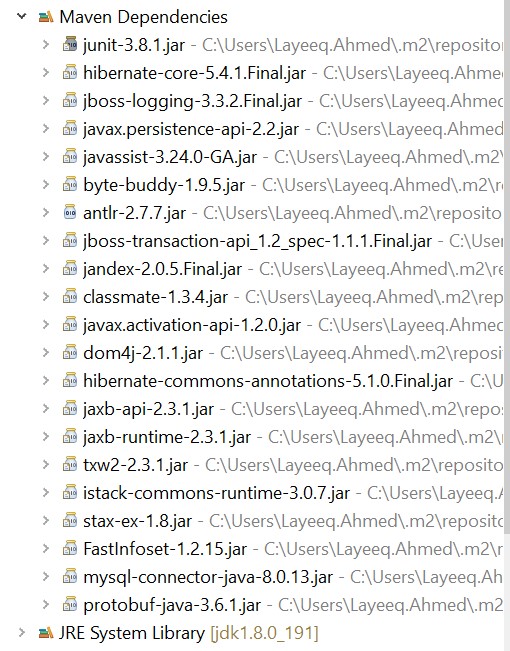 Maven Dependencies
junit-3.8.1.jar - C:\Users\Layeeq.Ahmed\.m2\reposito
hibernate-core-5.4.1.Final.jar - C:\Users\Layeeq.Ahmed
jboss-logging-3.3.2.Final.jar - C:\Users\Layeeq.Ahmed\
javax.persistence-api-2.2.jar - C:\Users\Layeeq.Ahmed\
javassist-3.24.0-GA.jar - C:\Users\Layeeq.Ahmed\.m2\
byte-buddy-1.9.5.jar - C:\Users\Layeeq.Ahmed\.m2\r
antlr-2.7.7.jar - C:\Users\Layeeq.Ahmed\.m2\reposito
jboss-transaction-api_1.2_spec-1.1.1.Final.jar - C:\User
jandex-2.0.5.Final.jar - C:\Users\Layeeq.Ahmed\.m2\re
classmate-1.3.4.jar - C:\Users\Layeeq.Ahmed\.m2\rep
javax.activation-api-1.2.0.jar - C:\Users\Layeeq.Ahmed
dom4j-2.1.1.jar - C:\Users\Layeeq.Ahmed\.m2\reposi
hibernate-commons-annotations-5.1.0.Final.jar - C:\U
jaxb-api-2.3.1.jar - C:\Users\Layeeq.Ahmed\.m2\repo
jaxb-runtime-2.3.1.jar - C:\Users\Layeeq.Ahmed\.m2\
txw2-2.3.1.jar - C:\Users\Layeeq.Ahmed\.m2\reposito
istack-commons-runtime-3.0.7.jar - C:\Users\Layeeq.A
stax-ex-1.8.jar - C:\Users\Layeeq.Ahmed\.m2\reposit
FastInfoset-1.2.15.jar - C:\Users\Layeeq.Ahmed\.m2\r
mysql-connector-java-8.0.13.jar - C:\Users\Layeeq.Ah
protobuf-java-3.6.1.jar - C:\Users\Layeeq.Ahmed\.m2
JRE System Library [jdk1.8.0_191]